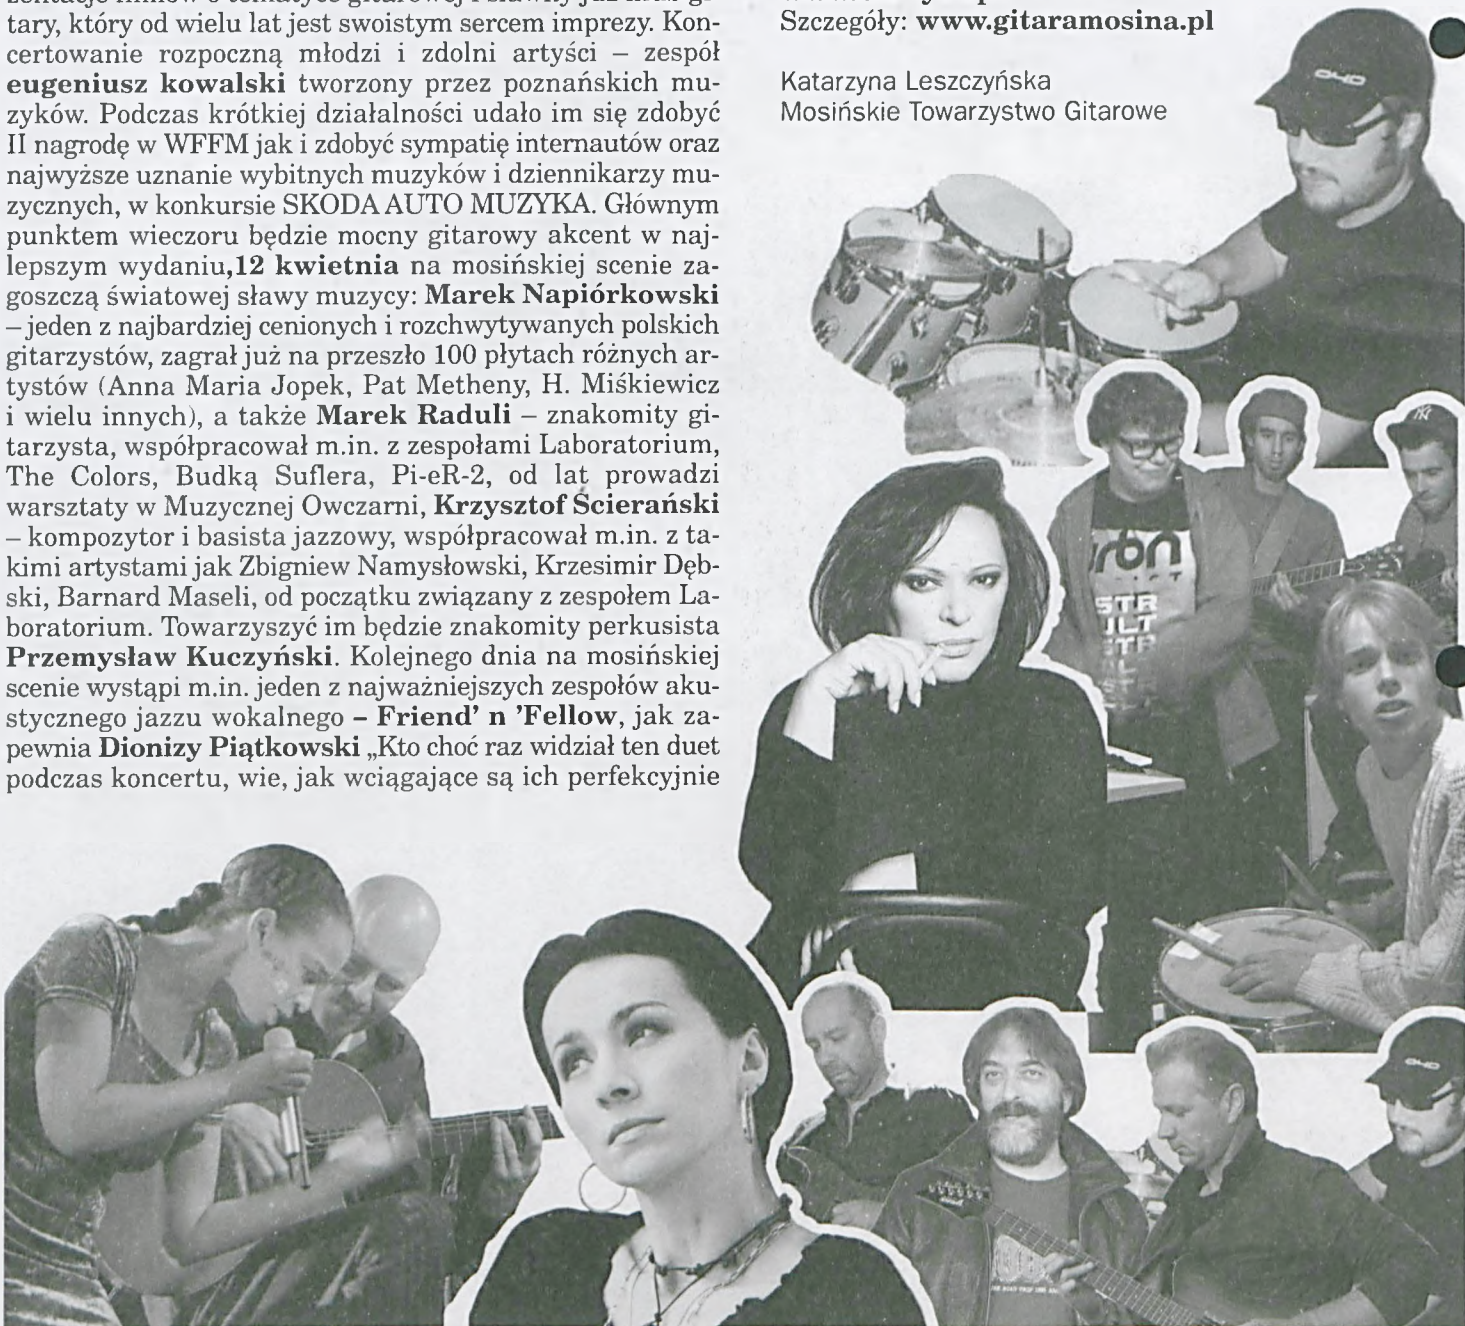 tary, który od wielu lat jest swoistym sercem imprezy. Kon-
certowanie rozpoczną młodzi i zdolni artyści – zespół
eugeniusz kowalski tworzony przez poznańskich mu-
zyków. Podczas krótkiej działalności udało im się zdobyć
II nagrodę w WFFM jak i zdobyć sympatię internautów oraz
najwyższe uznanie wybitnych muzyków i dziennikarzy mu-
zycznych, w konkursie SKODA AUTO MUZYKA. Głównym
punktem wieczoru będzie mocny gitarowy akcent w naj-
lepszym wydaniu,12 kwietnia na mosińskiej scenie za-
goszczą światowej sławy muzycy: Marek Napiórkowski
– jeden z najbardziej cenionych i rozchwytywanych polskich
gitarzystów, zagrał już na przeszło 100 płytach różnych ar-
tystów (Anna Maria Jopek, Pat Metheny, H. Miśkiewicz
i wielu innych), a także Marek Raduli – znakomity gi-
tarzysta, współpracował m.in. z zespołami Laboratorium,
The Colors, Budką Suflera, Pi-eR-2, od lat prowadzi
warsztaty w Muzycznej Owczarni, Krzysztof Ścierański
– kompozytor i basista jazzowy, współpracował m.in. z ta-
kimi artystami jak Zbigniew Namysłowski, Krzesimir Dęb-
ski, Barnard Maseli, od początku związany z zespołem La-
boratorium. Towarzyszyć im będzie znakomity perkusista
Przemysław Kuczyński. Kolejnego dnia na mosińskiej
scenie wystąpi m.in. jeden z najważniejszych zespołów aku-
stycznego jazzu wokalnego – Friend' n 'Fellow, jak za-
pewnia Dionizy Piątkowski „Kto choć raz widział ten duet
podczas koncertu, wie, jak wciągające są ich perfekcyjnie
Szczegóły: www.gitaramosina.pl
Katarzyna Leszczyńska
Mosińskie Towarzystwo Gitarowe